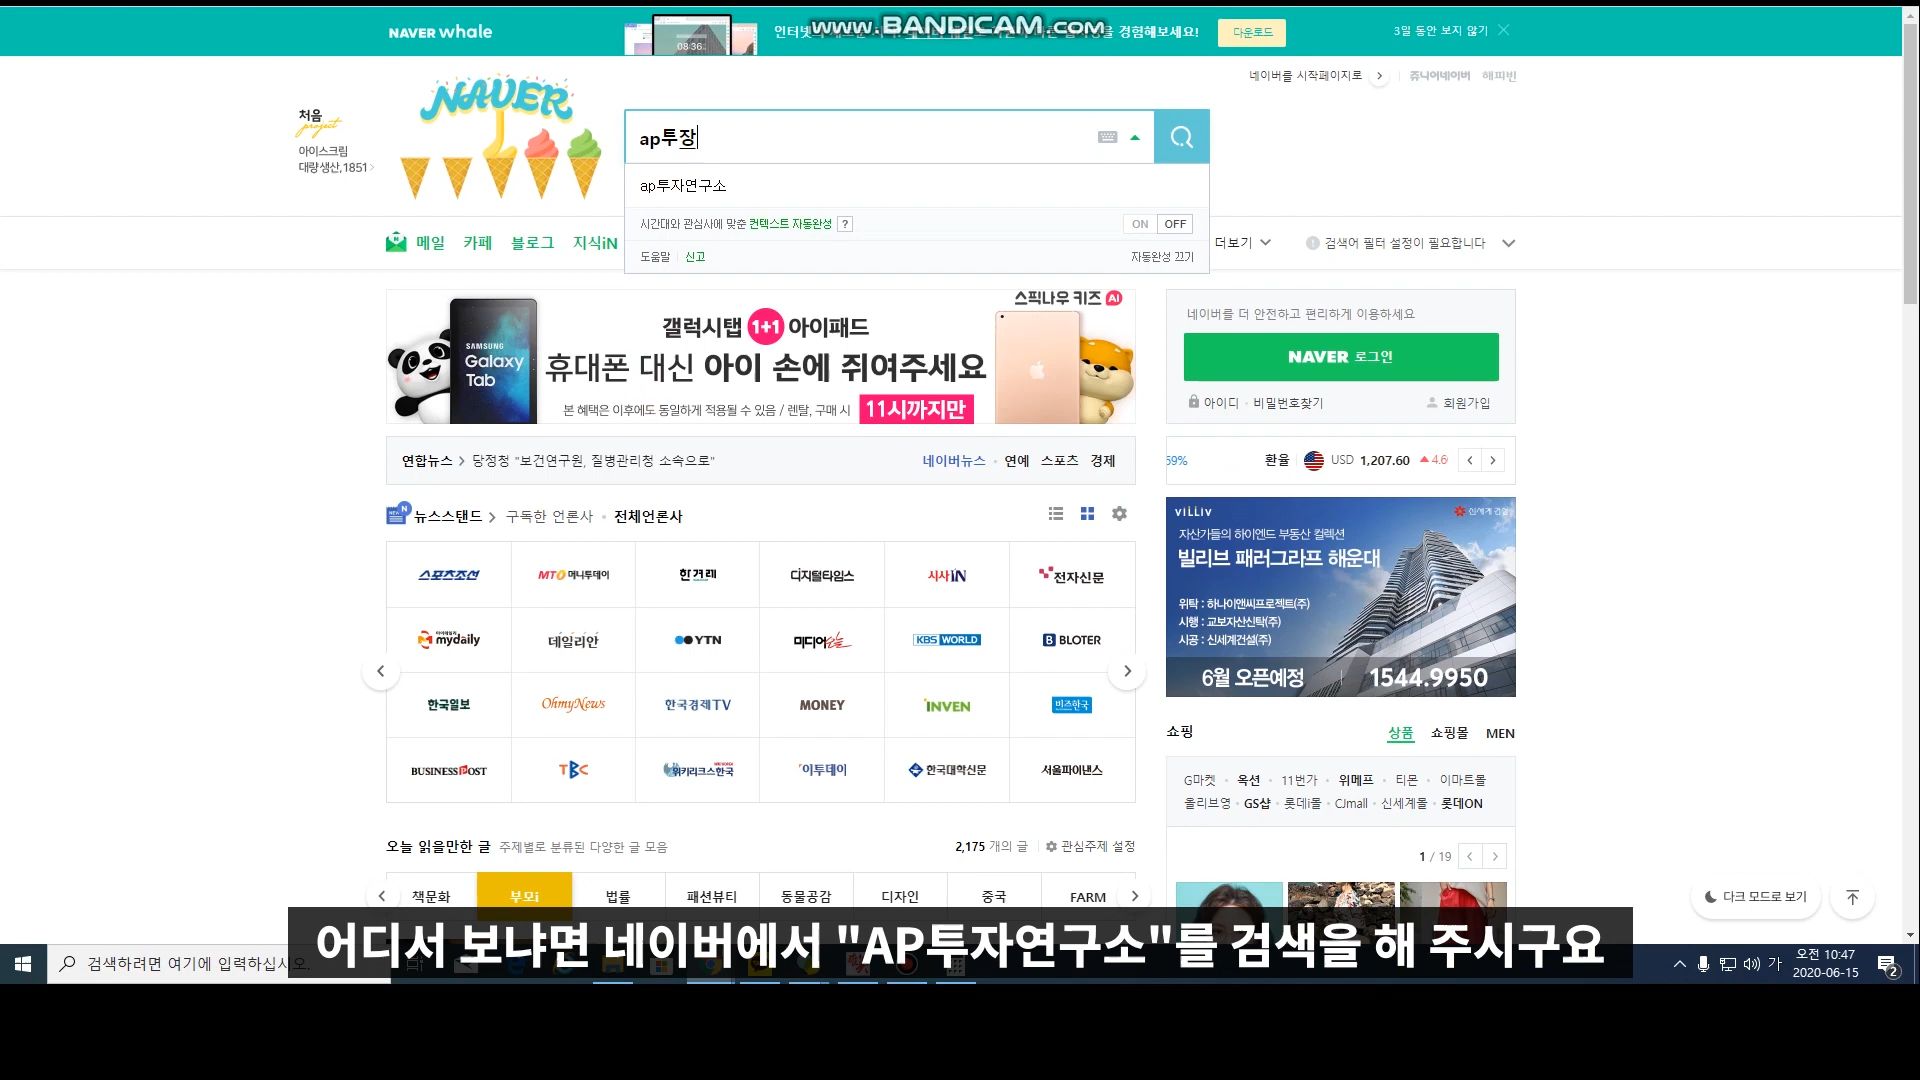 NAVER whale
08:36
www.BANDICAM.com
경험해보세요!
다운로드
3일 동안 보지 않기
네이버를 시작페이지로
쥬니어네이버 해피빈
처음
project
아이스크림
대량생산,1851
NAVER
ap투장
ap투자연구소
시간대와 관심사에 맞춘 컨텍스트 자동완성 ?
ON OFF
도움말 신고
자동완성 끄기
메일 카페 블로그 지식iN
더보기
검색어 필터 설정이 필요합니다
SAMSUNG
Galaxy
Tab
갤럭시탭 1+1 아이패드
휴대폰 대신 아이 손에 쥐여주세요
본 혜택은 이후에도 동일하게 적용될 수 있음 / 렌탈, 구매 시 11시까지만
스픽나우 키즈 AI
네이버를 더 안전하고 편리하게 이용하세요
NAVER 로그인
아이디 · 비밀번호찾기
회원가입
연합뉴스 > 당정청 "보건연구원, 질병관리청 소속으로"
네이버뉴스 · 연예 스포츠 경제
59% 환율 USD 1,207.60 ▲4.6
뉴스스탠드 > 구독한 언론사 · 전체언론사
스포츠조선 MTO 머니투데이 한겨레 디지털타임스 시사IN 전자신문
마이데일리 mydaily 데일리안 YTN 미디어오늘 KBS WORLD BLOTER
한국일보 OhmyNews 한국경제TV MONEY INVEN 비즈한국
BUSINESSPOST TBC 위키리크스한국 이투데이 한국대학신문 서울파이낸스
VILLIV
신세계건설
자산가들의 하이엔드 부동산 컬렉션
빌리브 패러그라프 해운대
위탁 : 하나이앤씨프로젝트(주)
시행 : 교보자산신탁(주)
시공 : 신세계건설(주)
6월 오픈예정 1544.9950
쇼핑
상품 쇼핑몰 MEN
G마켓 · 옥션 · 11번가 · 위메프 · 티몬 · 이마트몰
올리브영 · GS샵 · 롯데i몰 · CJmall · 신세계몰 · 롯데ON
1 / 19
오늘 읽을만한 글 주제별로 분류된 다양한 글 모음
2,175 개의 글
관심주제 설정
책문화 부모i 법률 패션뷰티 동물공감 디자인 중국 FARM
다크 모드로 보기
어디서 보냐면 네이버에서 "AP투자연구소"를 검색을 해 주시구요
검색하려면 여기에 입력하십시오.
가
오전 10:47
2020-06-15
2